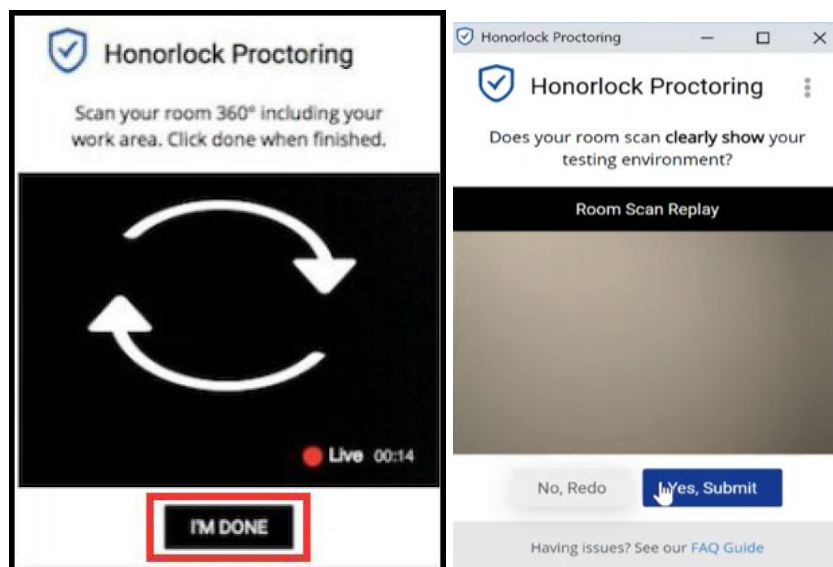 Honorlock Proctoring
Scan your room 360° including your
work area. Click done when finished.
Live 00:14
I'M DONE
Honorlock Proctoring
Honorlock Proctoring
Does your room scan clearly show your
testing environment?
Room Scan Replay
No, Redo
Yes, Submit
Having issues? See our FAQ Guide